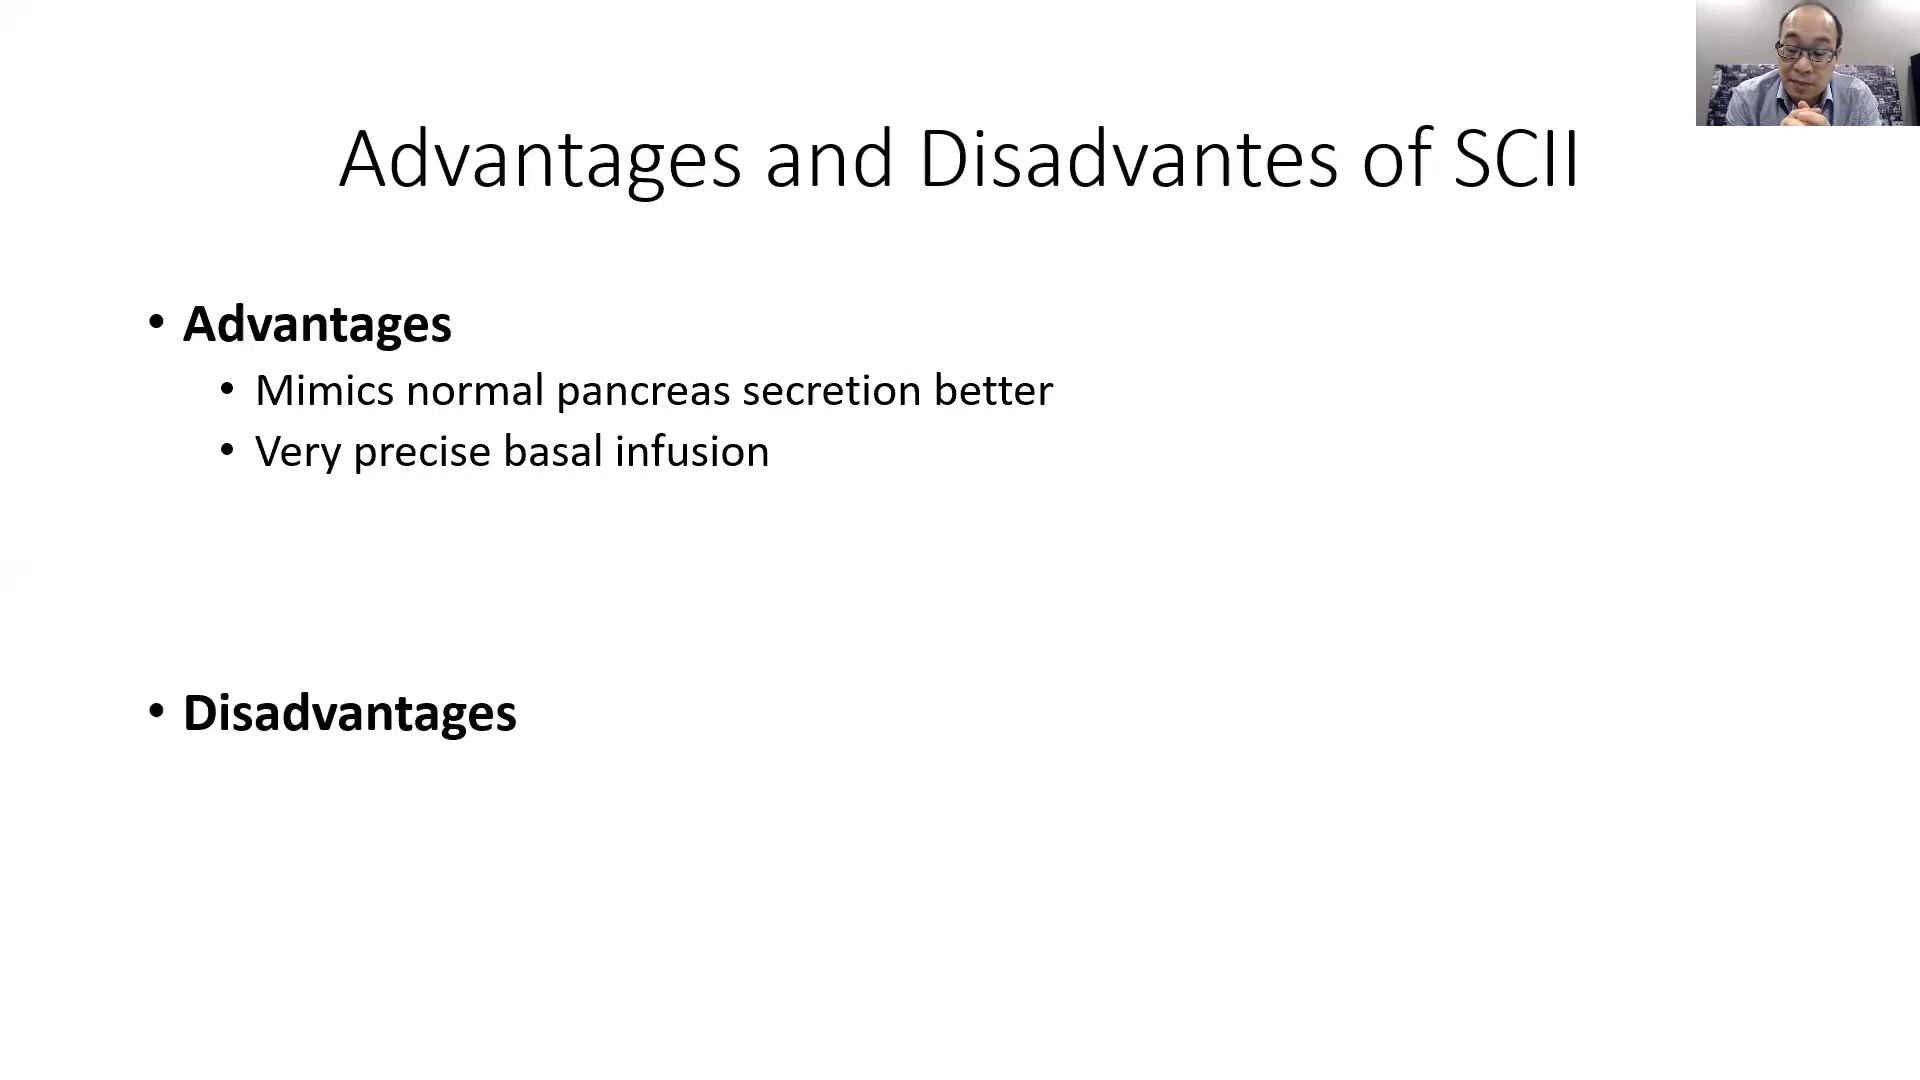 Advantages and Disadvantes of SCII
• Advantages
• Mimics normal pancreas secretion better
• Very precise basal infusion
• Disadvantages